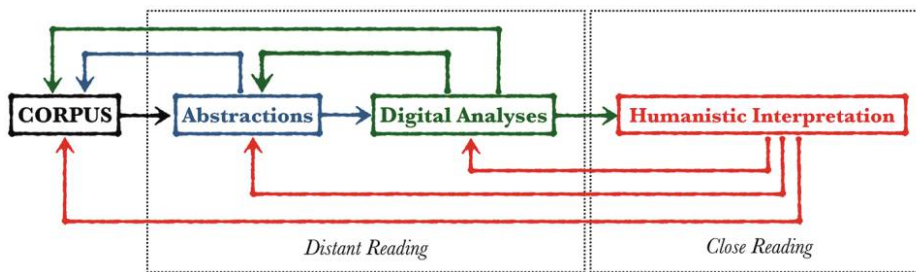 CORPUS
Abstractions
Digital Analyses
Humanistic Interpretation
Distant Reading
Close Reading